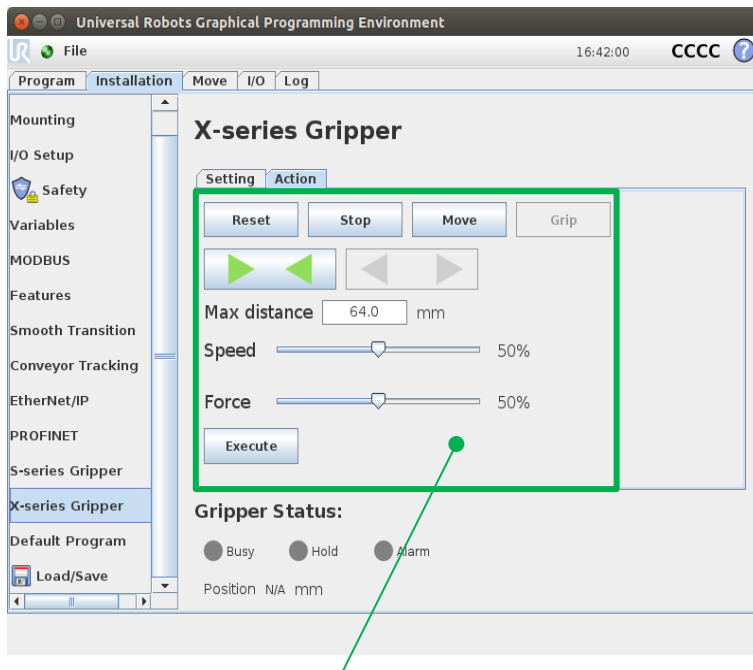 Universal Robots Graphical Programming Environment
UR File 16:42:00 CCCC ?
Program Installation Move I/O Log
Mounting
I/O Setup
Safety
Variables
MODBUS
Features
Smooth Transition
Conveyor Tracking
EtherNet/IP
PROFINET
S-series Gripper
X-series Gripper
Default Program
Load/Save
X-series Gripper
Setting Action
Reset Stop Move Grip
Max distance 64.0 mm
Speed 50%
Force 50%
Execute
Gripper Status:
Busy Hold Alarm
Position N/A mm